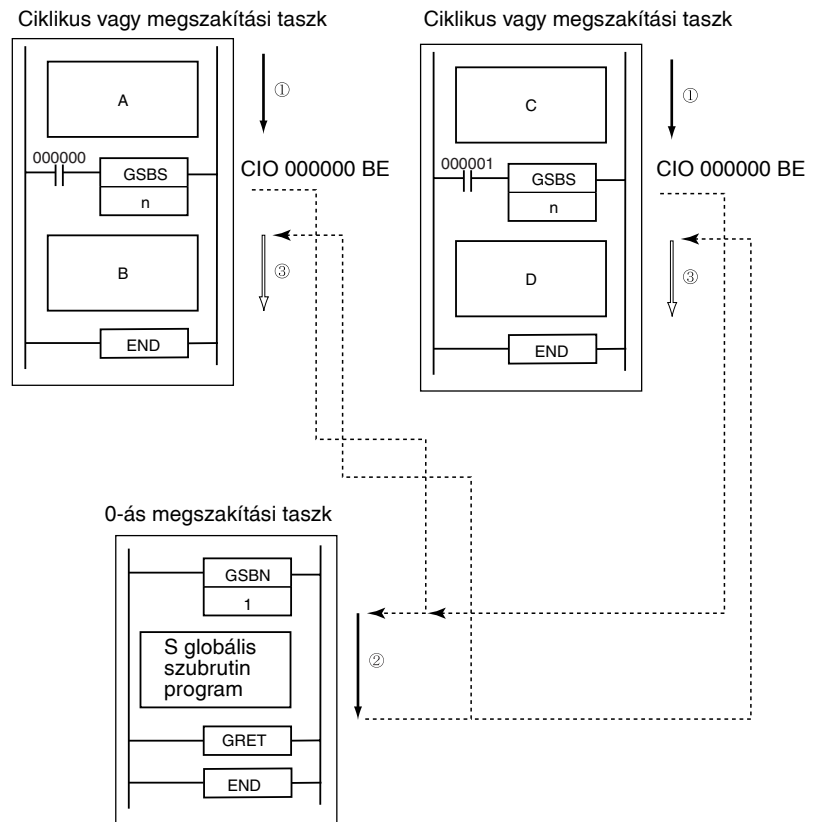 Ciklikus vagy megszakítási taszk
A
①
000000
GSBS
n
CIO 000000 BE
B
③
END
Ciklikus vagy megszakítási taszk
C
①
000001
GSBS
n
CIO 000000 BE
D
③
END
0-ás megszakítási taszk
GSBN
1
S globális
szubrutin
program
②
GRET
END